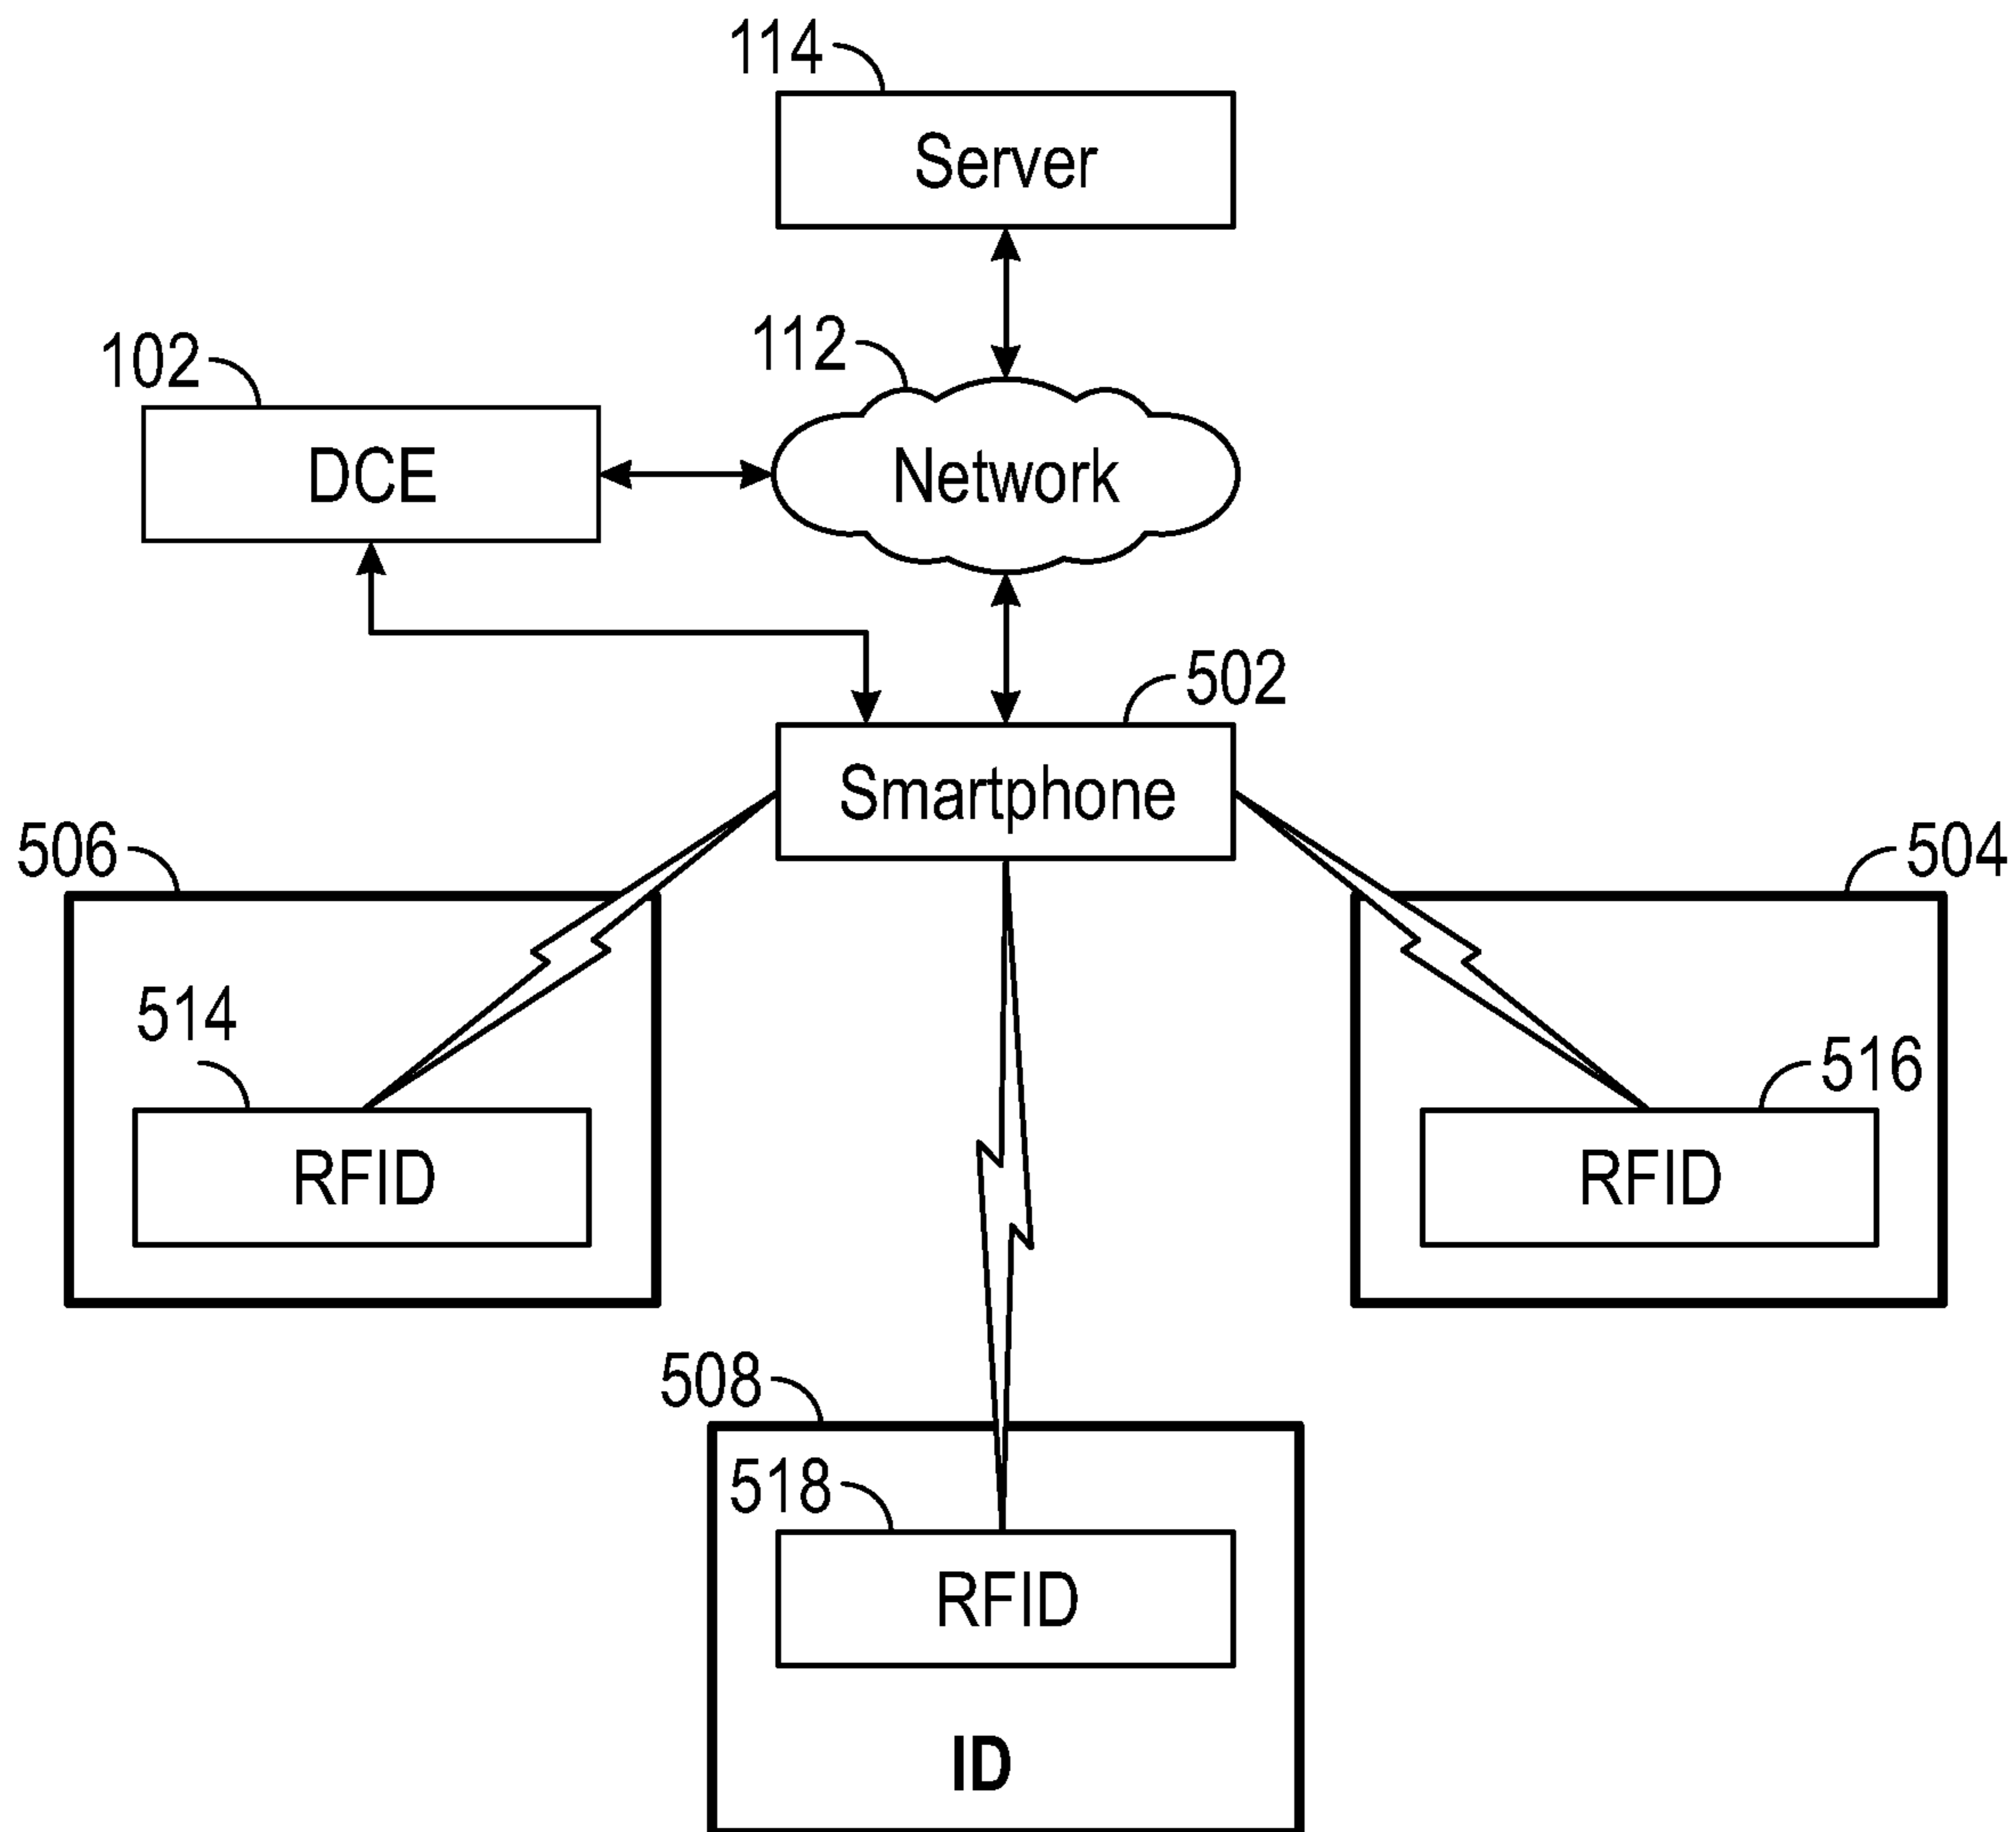 114
Server
112
102
DCE
Network
502
Smartphone
506
504
514
516
RFID
RFID
508
518
RFID
ID